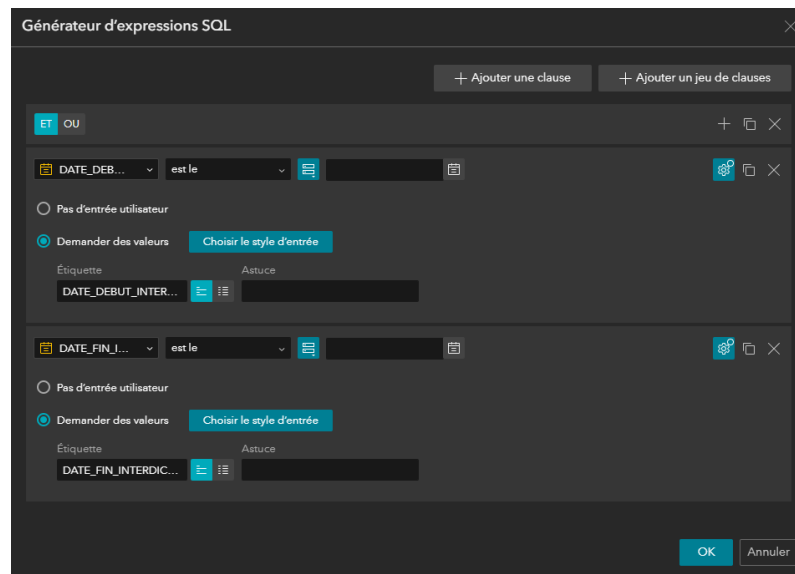 Générateur d'expressions SQL
+ Ajouter une clause + Ajouter un jeu de clauses
ET OU
DATE_DEB... est le
Pas d'entrée utilisateur
Demander des valeurs Choisir le style d'entrée
Étiquette Astuce
DATE_DEBUT_INTER...
DATE_FIN_I... est le
Pas d'entrée utilisateur
Demander des valeurs Choisir le style d'entrée
Étiquette Astuce
DATE_FIN_INTERDIC...
OK Annuler